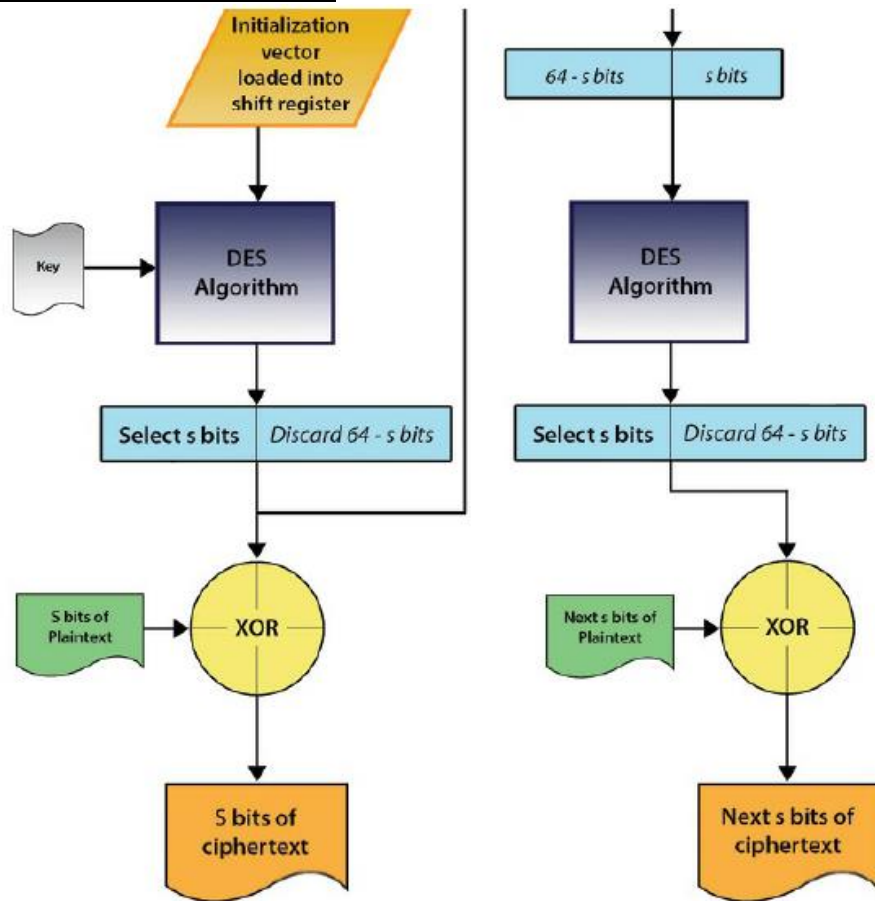 Initialization
vector
loaded into
shift register
Key
DES
Algorithm
Select s bits
Discard 64 - s bits
S bits of
Plaintext
XOR
S bits of
ciphertext
64 - s bits
s bits
DES
Algorithm
Select s bits
Discard 64 - s bits
Next s bits of
Plaintext
XOR
Next s bits of
ciphertext